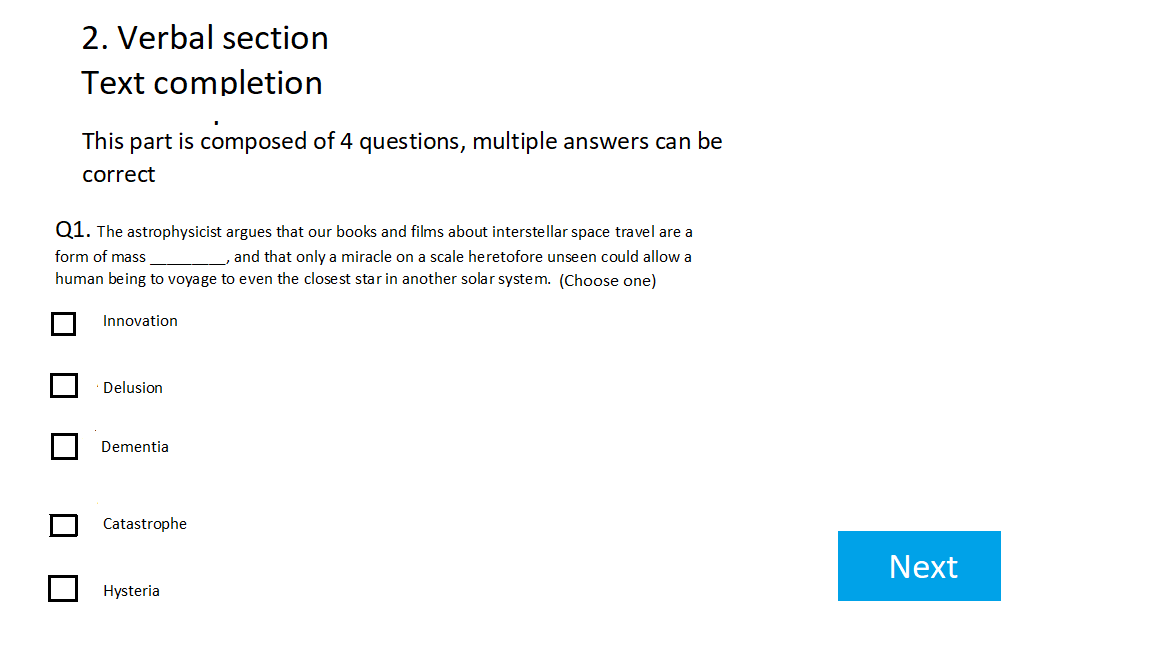 2. Verbal section
Text completion
This part is composed of 4 questions, multiple answers can be
correct
Q1. The astrophysicist argues that our books and films about interstellar space travel are a
form of mass _________, and that only a miracle on a scale heretofore unseen could allow a
human being to voyage to even the closest star in another solar system. (Choose one)
Innovation
Delusion
Dementia
Catastrophe
Hysteria
Next